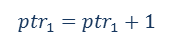 ptr₁ = ptr₁ + 1